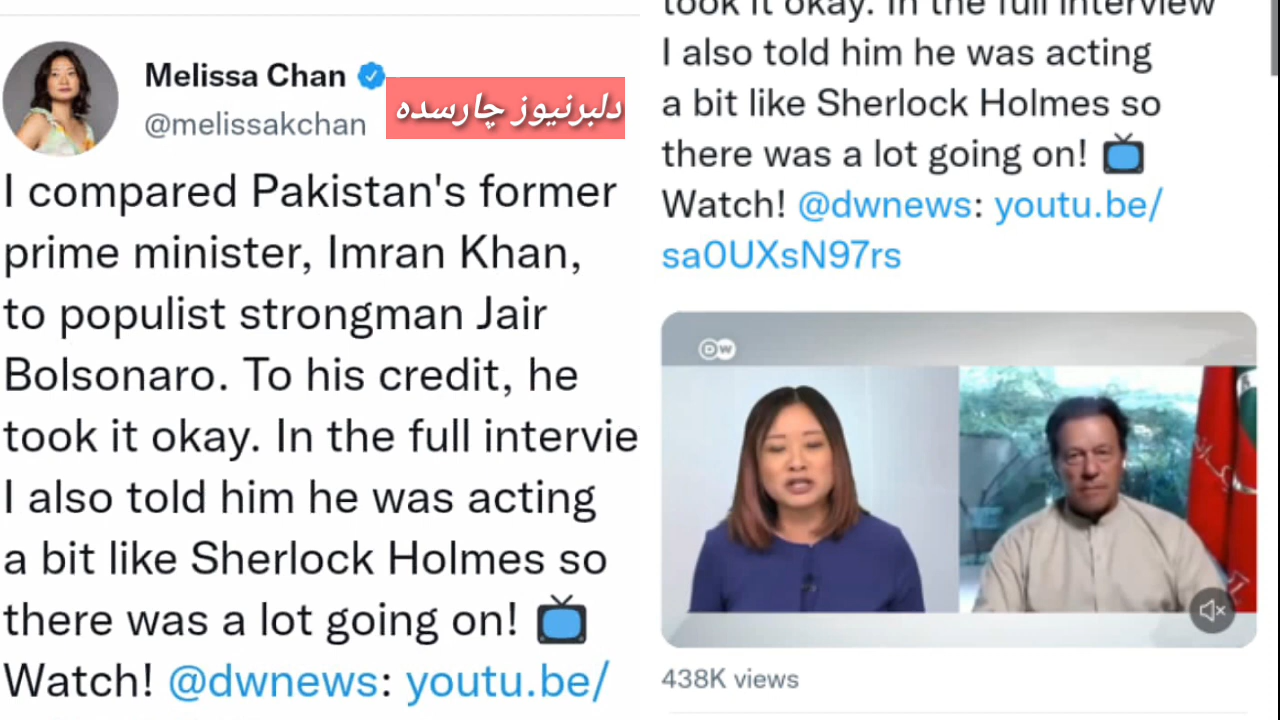 Melissa Chan
@melissakchan
دلبرنیوز چارسدہ
I compared Pakistan's former
prime minister, Imran Khan,
to populist strongman Jair
Bolsonaro. To his credit, he
took it okay. In the full intervie
I also told him he was acting
a bit like Sherlock Holmes so
there was a lot going on! 📺
Watch! @dwnews: youtu.be/
took it okay. In the full interview
I also told him he was acting
a bit like Sherlock Holmes so
there was a lot going on! 📺
Watch! @dwnews: youtu.be/
sa0UXsN97rs
DW
438K views